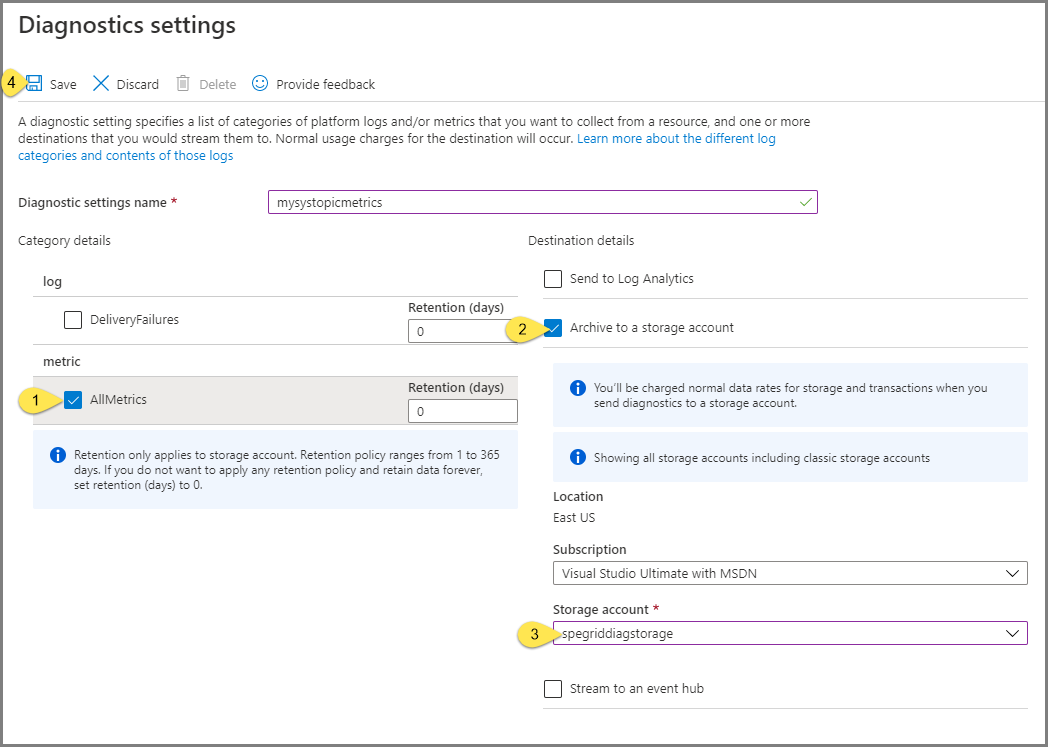 Diagnostics settings
4 Save Discard Delete Provide feedback
A diagnostic setting specifies a list of categories of platform logs and/or metrics that you want to collect from a resource, and one or more
destinations that you would stream them to. Normal usage charges for the destination will occur. Learn more about the different log
categories and contents of those logs
Diagnostic settings name * mysystopicmetrics
Category details
log
DeliveryFailures
Retention (days)
0
metric
1 AllMetrics
Retention (days)
0
Retention only applies to storage account. Retention policy ranges from 1 to 365
days. If you do not want to apply any retention policy and retain data forever,
set retention (days) to 0.
Destination details
Send to Log Analytics
2 Archive to a storage account
You'll be charged normal data rates for storage and transactions when you
send diagnostics to a storage account.
Showing all storage accounts including classic storage accounts
Location
East US
Subscription
Visual Studio Ultimate with MSDN
Storage account *
3 spegriddiagstorage
Stream to an event hub